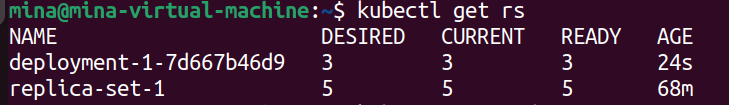 mina@mina-virtual-machine:~$ kubectl get rs
NAME DESIRED CURRENT READY AGE
deployment-1-7d667b46d9 3 3 3 24s
replica-set-1 5 5 5 68m